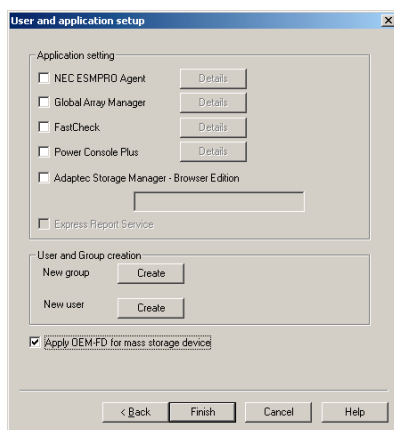 User and application setup
Application setting
NEC ESMPRO Agent Details
Global Array Manager Details
FastCheck Details
Power Console Plus Details
Adaptec Storage Manager - Browser Edition
Express Report Service
User and Group creation
New group Create
New user Create
Apply OEM-FD for mass storage device
< Back Finish Cancel Help